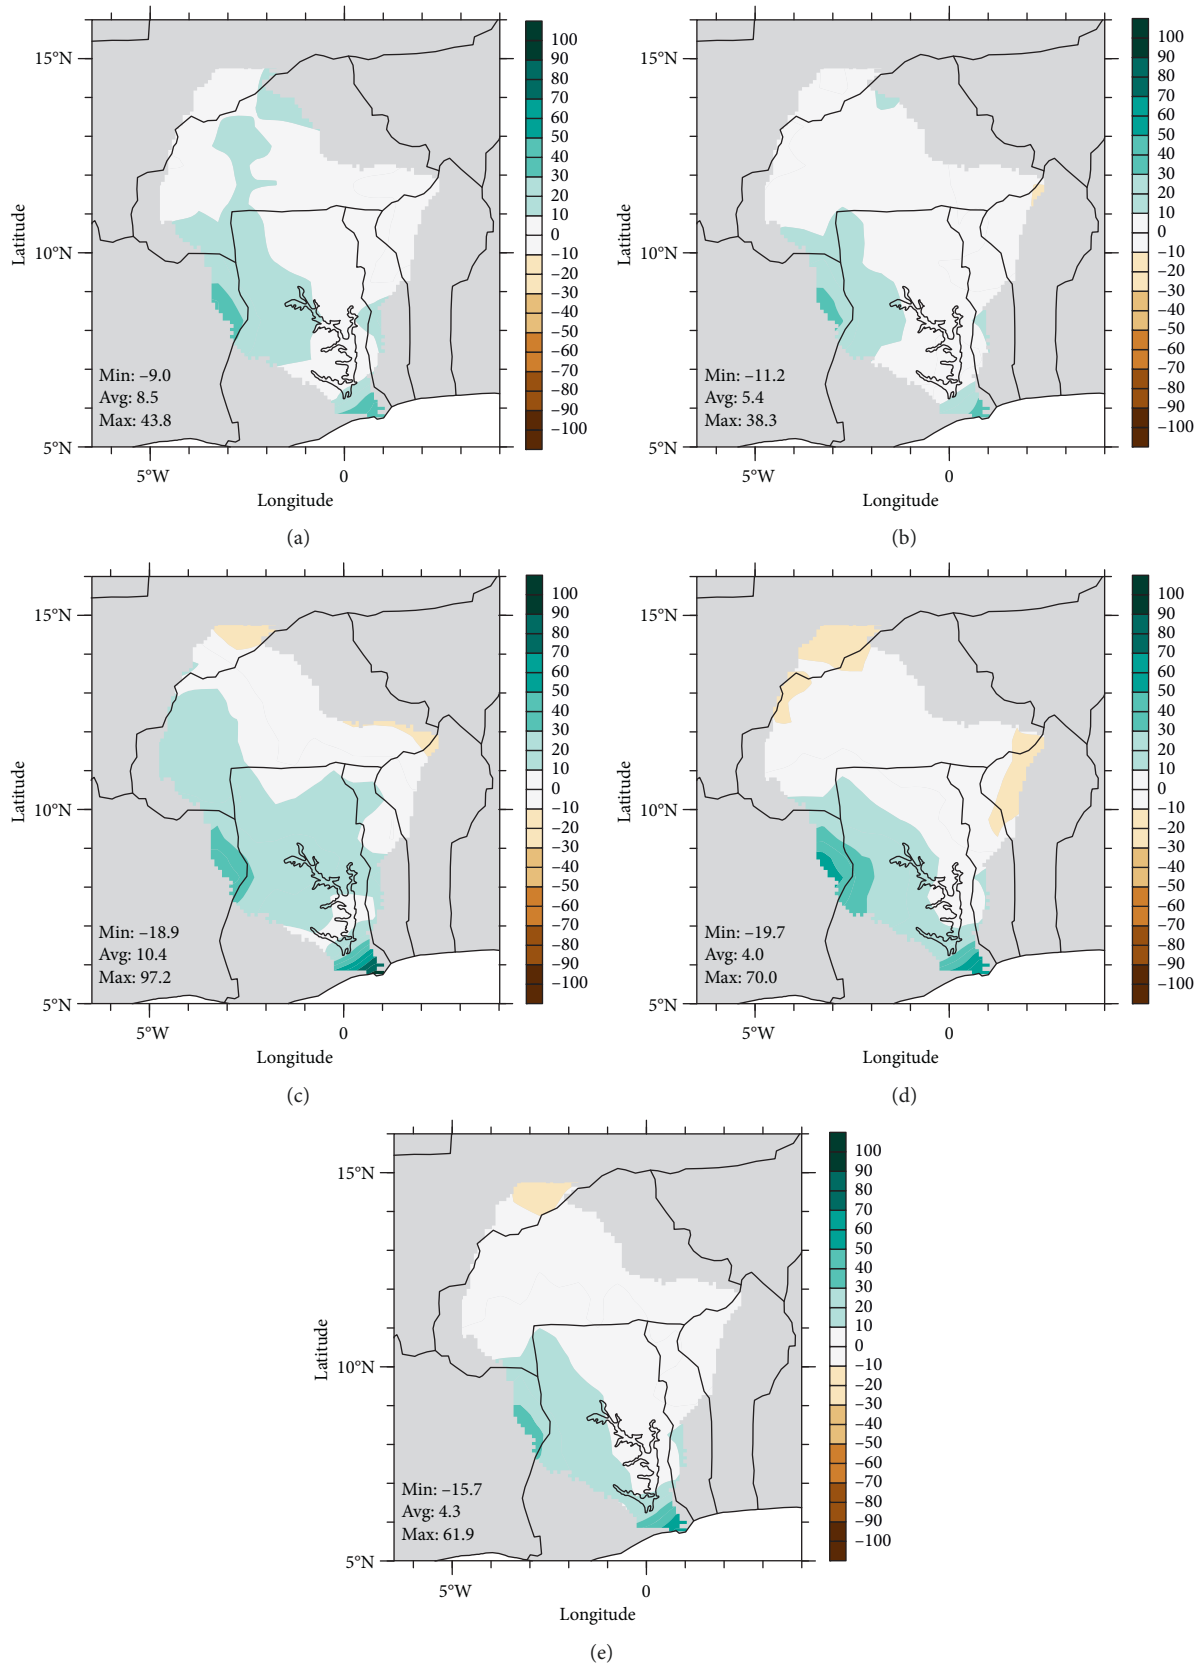 15°N
10°N
5°N
Latitude
5°W
0
Longitude
Min: –9.0
Avg: 8.5
Max: 43.8
100
90
80
70
60
50
40
30
20
10
0
–10
–20
–30
–40
–50
–60
–70
–80
–90
–100
(a)
15°N
10°N
5°N
Latitude
5°W
0
Longitude
Min: –11.2
Avg: 5.4
Max: 38.3
100
90
80
70
60
50
40
30
20
10
0
–10
–20
–30
–40
–50
–60
–70
–80
–90
–100
(b)
15°N
10°N
5°N
Latitude
5°W
0
Longitude
Min: –18.9
Avg: 10.4
Max: 97.2
100
90
80
70
60
50
40
30
20
10
0
–10
–20
–30
–40
–50
–60
–70
–80
–90
–100
(c)
15°N
10°N
5°N
Latitude
5°W
0
Longitude
Min: –19.7
Avg: 4.0
Max: 70.0
100
90
80
70
60
50
40
30
20
10
0
–10
–20
–30
–40
–50
–60
–70
–80
–90
–100
(d)
15°N
10°N
5°N
Latitude
5°W
0
Longitude
Min: –15.7
Avg: 4.3
Max: 61.9
100
90
80
70
60
50
40
30
20
10
0
–10
–20
–30
–40
–50
–60
–70
–80
–90
–100
(e)